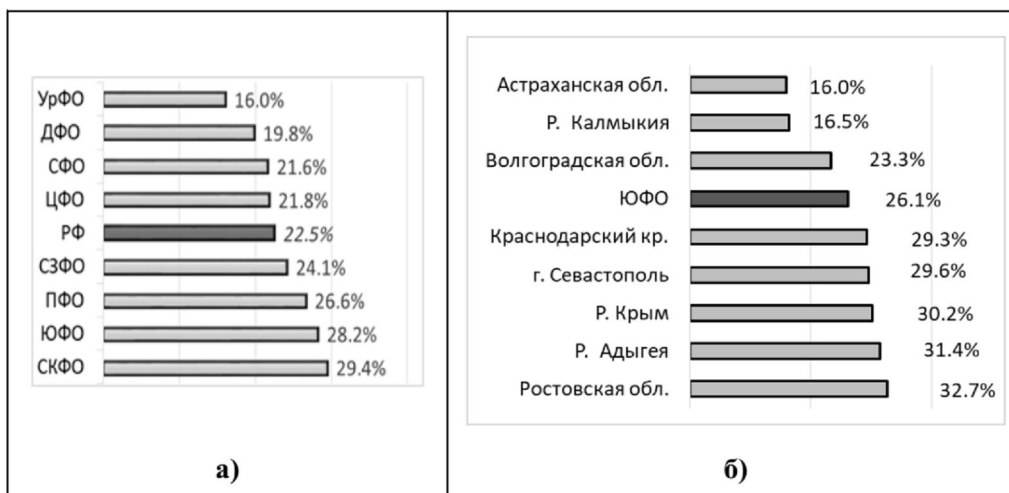 УрФО 16.0%
ДФО 19.8%
СФО 21.6%
ЦФО 21.8%
РФ 22.5%
СЗФО 24.1%
ПФО 26.6%
ЮФО 28.2%
СКФО 29.4%
а)
Астраханская обл. 16.0%
Р. Калмыкия 16.5%
Волгоградская обл. 23.3%
ЮФО 26.1%
Краснодарский кр. 29.3%
г. Севастополь 29.6%
Р. Крым 30.2%
Р. Адыгея 31.4%
Ростовская обл. 32.7%
б)